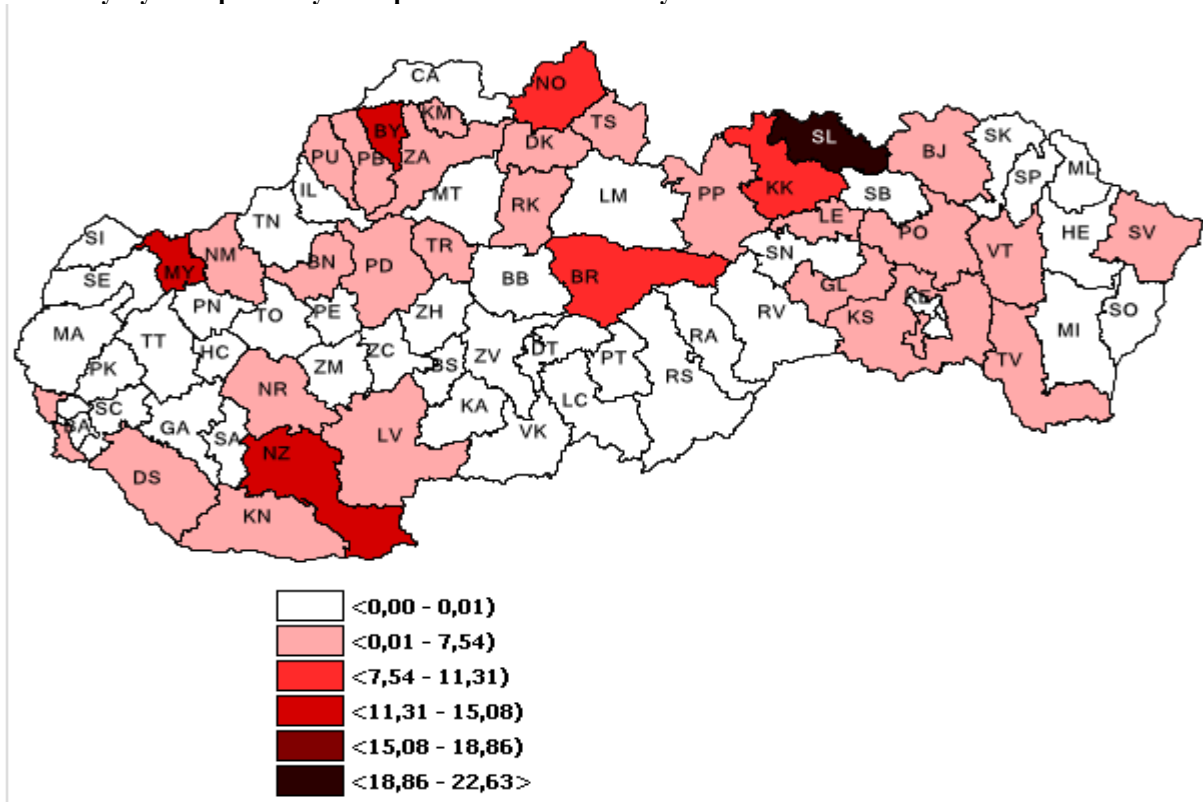 CA
NO
BY
KM
TS
PU
PB
ZA
DK
SL
BJ
SK
ML
IL
MT
RK
LM
PP
KK
SB
SP
TN
LE
PO
VT
HE
SV
SI
MY
NM
BN
PD
TR
BB
BR
SN
GL
SE
PN
TO
PE
ZH
RV
KS
KE
SO
MA
TT
HC
ZM
ZC
BS
ZV
DT
PT
RA
RS
TV
MI
PK
SC
BA
GA
SA
NR
KA
LC
VK
LV
NZ
DS
KN
<0,00 - 0,01)
<0,01 - 7,54)
<7,54 - 11,31)
<11,31 - 15,08)
<15,08 - 18,86)
<18,86 - 22,63>